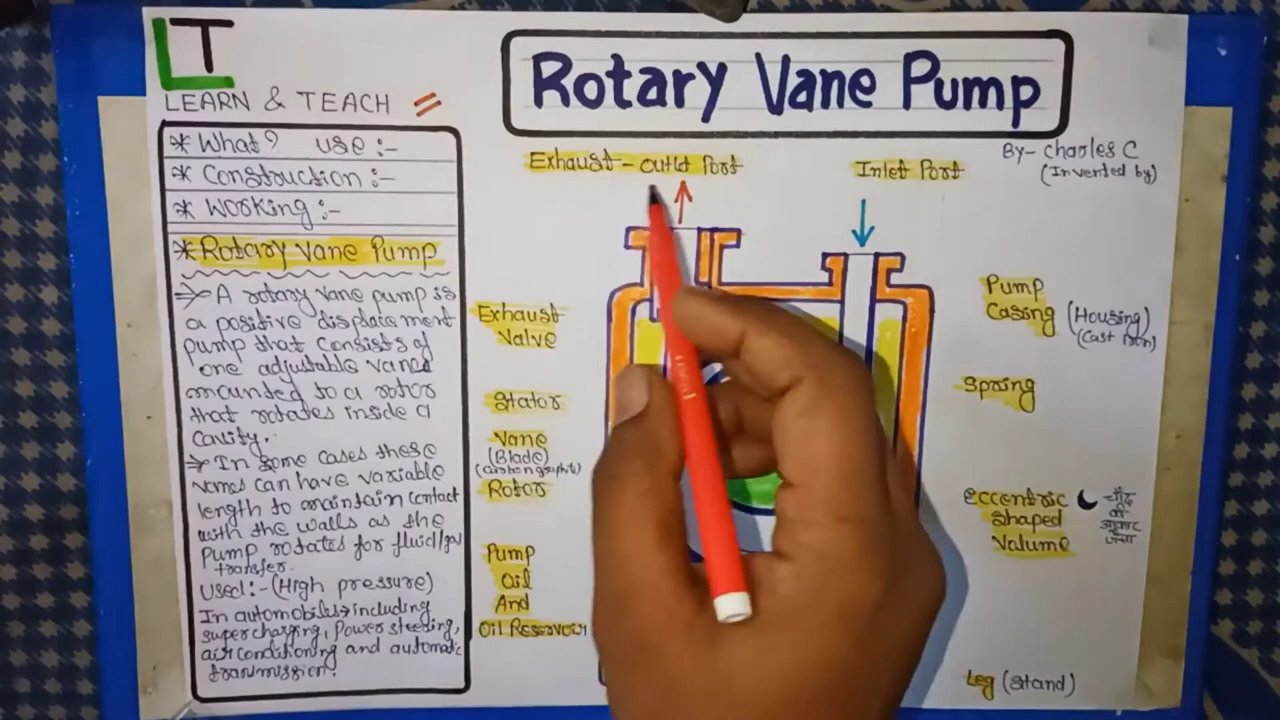 LT
LEARN & TEACH =
Rotary Vane Pump
* What? use :-
* Construction :-
* Working :-
* Rotary Vane Pump
⇒ A rotary vane pump is
a positive displacement
pump that consists of
one adjustable vanes
mounted to a rotor
that rotates inside a
cavity.
⇒ In some cases these
vanes can have variable
length to maintain contact
with the walls as the
pump rotates for fluid/gas
transfer.
Used :- (High pressure)
In automobiles→including
supercharging, Power steering,
air conditioning and automatic
transmission.
Exhaust - outlet Port
Inlet Port
By- Charles C
(Invented by)
Exhaust
Valve
Stator
Vane
(Blade)
(Carbon graphite)
Rotor
Pump
Oil
And
Oil Reservoir
Pump
Casing (Housing)
(Cast Iron)
Spring
Eccentric
Shaped
Valume
चाँद
के
आकार
जैसा
Leg (Stand)